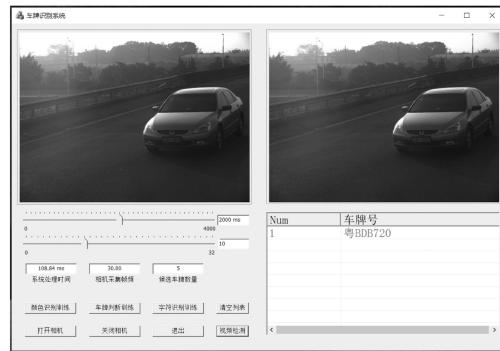 车牌识别系统
2000 ms
0
4000
10
0
32
108.84 ms
30.00
5
系统处理时间
相机采集帧频
候选车牌数量
颜色识别训练
车牌判断训练
字符识别训练
清空列表
打开相机
关闭相机
退出
视频检测
Num 车牌号
1 粤BDB720